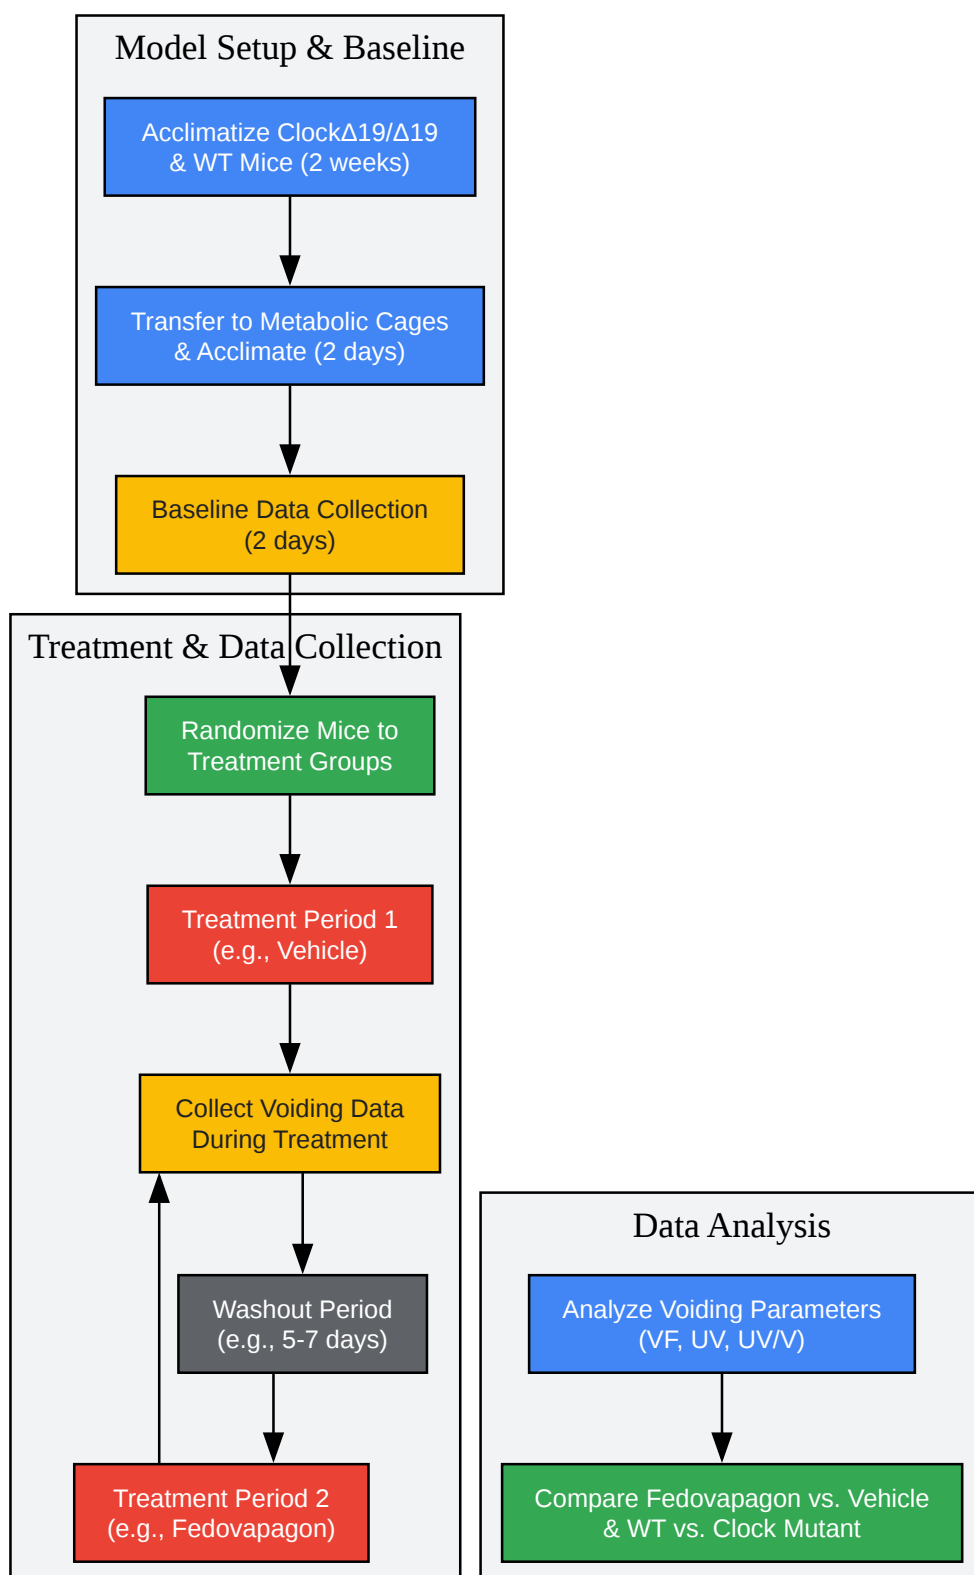 Model Setup & Baseline
Acclimatize ClockΔ19/Δ19
& WT Mice (2 weeks)
Transfer to Metabolic Cages
& Acclimate (2 days)
Baseline Data Collection
(2 days)
Treatment & Data Collection
Randomize Mice to
Treatment Groups
Treatment Period 1
(e.g., Vehicle)
Collect Voiding Data
During Treatment
Washout Period
(e.g., 5-7 days)
Treatment Period 2
(e.g., Fedovapagon)
Data Analysis
Analyze Voiding Parameters
(VF, UV, UV/V)
Compare Fedovapagon vs. Vehicle
& WT vs. Clock Mutant